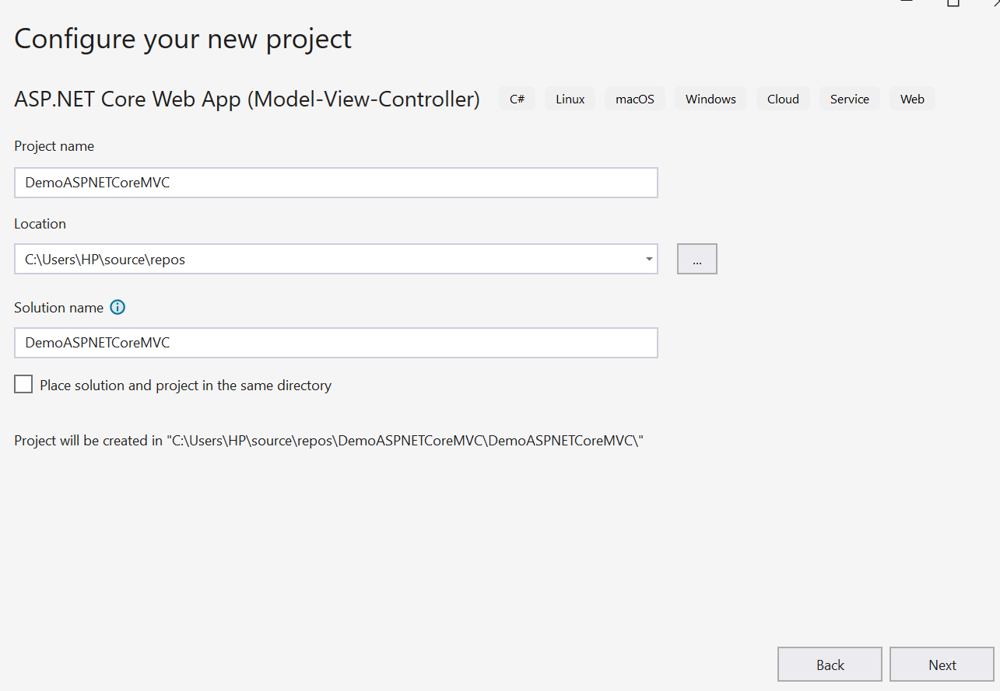 Configure your new project
ASP.NET Core Web App (Model-View-Controller) C# Linux macOS Windows Cloud Service Web
Project name
DemoASPNETCoreMVC
Location
C:\Users\HP\source\repos
...
Solution name
DemoASPNETCoreMVC
Place solution and project in the same directory
Project will be created in "C:\Users\HP\source\repos\DemoASPNETCoreMVC\DemoASPNETCoreMVC\"
Back Next